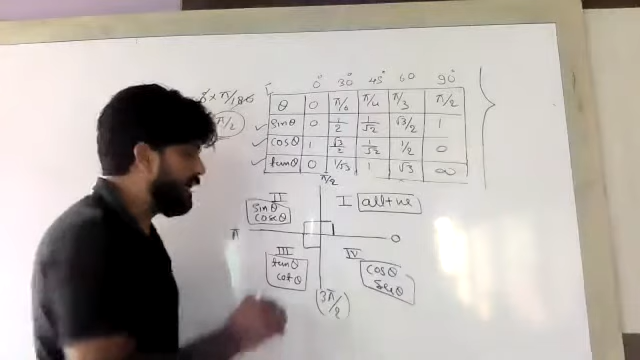 0° 30° 45° 60 90°
θ 0 π/6 π/4 π/3 π/2
sinθ 0 1/2 1/√2 √3/2 1
cosθ 1 √3/2 1/√2 1/2 0
tanθ 0 1/√3 1 √3 ∞
× π/180
π/2
π/2
II
I all +ve
sinθ
cosecθ
π 0
III
IV
tanθ
cotθ
cosθ
secθ
(3π/2)